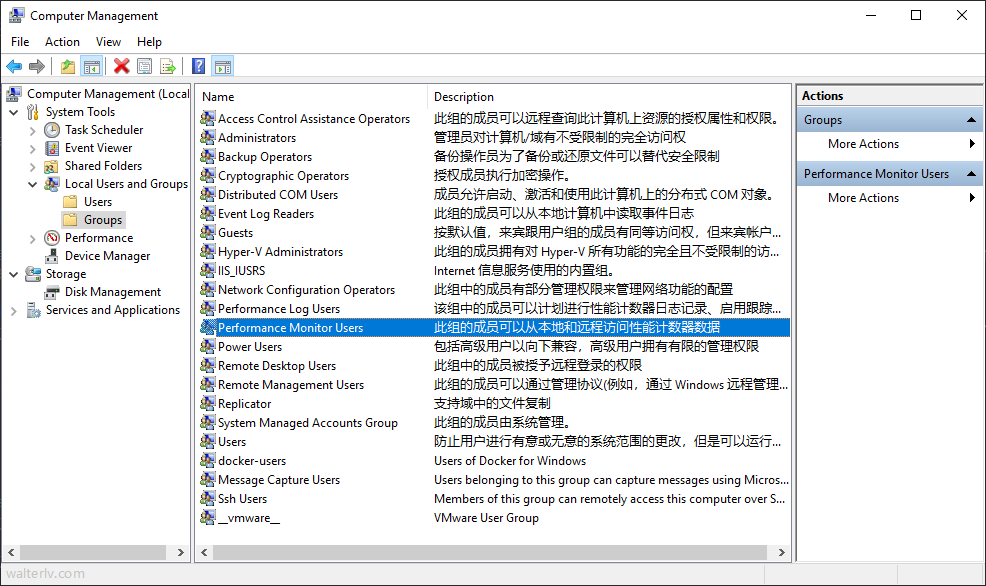 Computer Management
File Action View Help
Computer Management (Local
System Tools
Task Scheduler
Event Viewer
Shared Folders
Local Users and Groups
Users
Groups
Performance
Device Manager
Storage
Disk Management
Services and Applications
Name Description
Access Control Assistance Operators 此组的成员可以远程查询此计算机上资源的授权属性和权限。
Administrators 管理员对计算机/域有不受限制的完全访问权
Backup Operators 备份操作员为了备份或还原文件可以替代安全限制
Cryptographic Operators 授权成员执行加密操作。
Distributed COM Users 成员允许启动、激活和使用此计算机上的分布式 COM 对象。
Event Log Readers 此组的成员可以从本地计算机中读取事件日志
Guests 按默认值，来宾跟用户组的成员有同等访问权，但来宾帐户...
Hyper-V Administrators 此组的成员拥有对 Hyper-V 所有功能的完全且不受限制的访...
IIS_IUSRS Internet 信息服务使用的内置组。
Network Configuration Operators 此组中的成员有部分管理权限来管理网络功能的配置
Performance Log Users 该组中的成员可以计划进行性能计数器日志记录、启用跟踪...
Performance Monitor Users 此组的成员可以从本地和远程访问性能计数器数据
Power Users 包括高级用户以向下兼容，高级用户拥有有限的管理权限
Remote Desktop Users 此组中的成员被授予远程登录的权限
Remote Management Users 此组的成员可以通过管理协议(例如，通过 Windows 远程管理...
Replicator 支持域中的文件复制
System Managed Accounts Group 此组的成员由系统管理。
Users 防止用户进行有意或无意的系统范围的更改，但是可以运行...
docker-users Users of Docker for Windows
Message Capture Users Users belonging to this group can capture messages using Micros...
Ssh Users Members of this group can remotely access this computer over S...
__vmware__ VMware User Group
Actions
Groups
More Actions
Performance Monitor Users
More Actions
walterlv.com